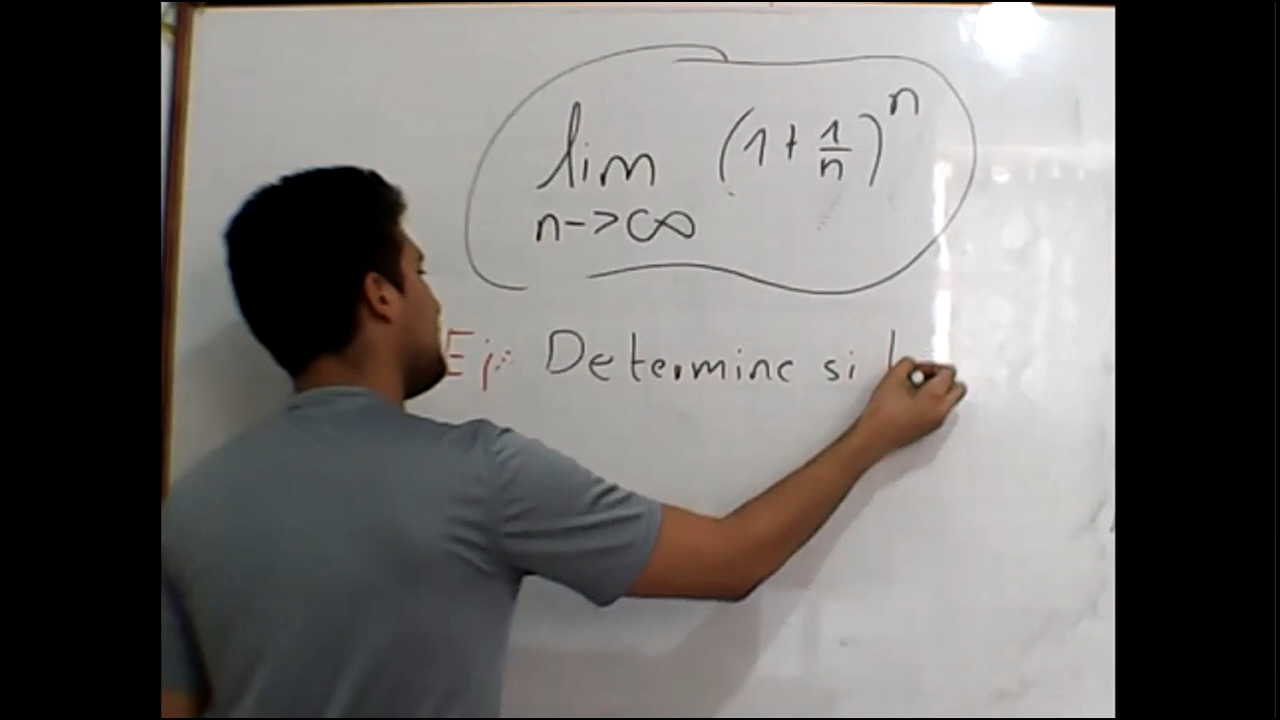 lim (1 + 1/n)^n
n->∞
Ej: Determine si